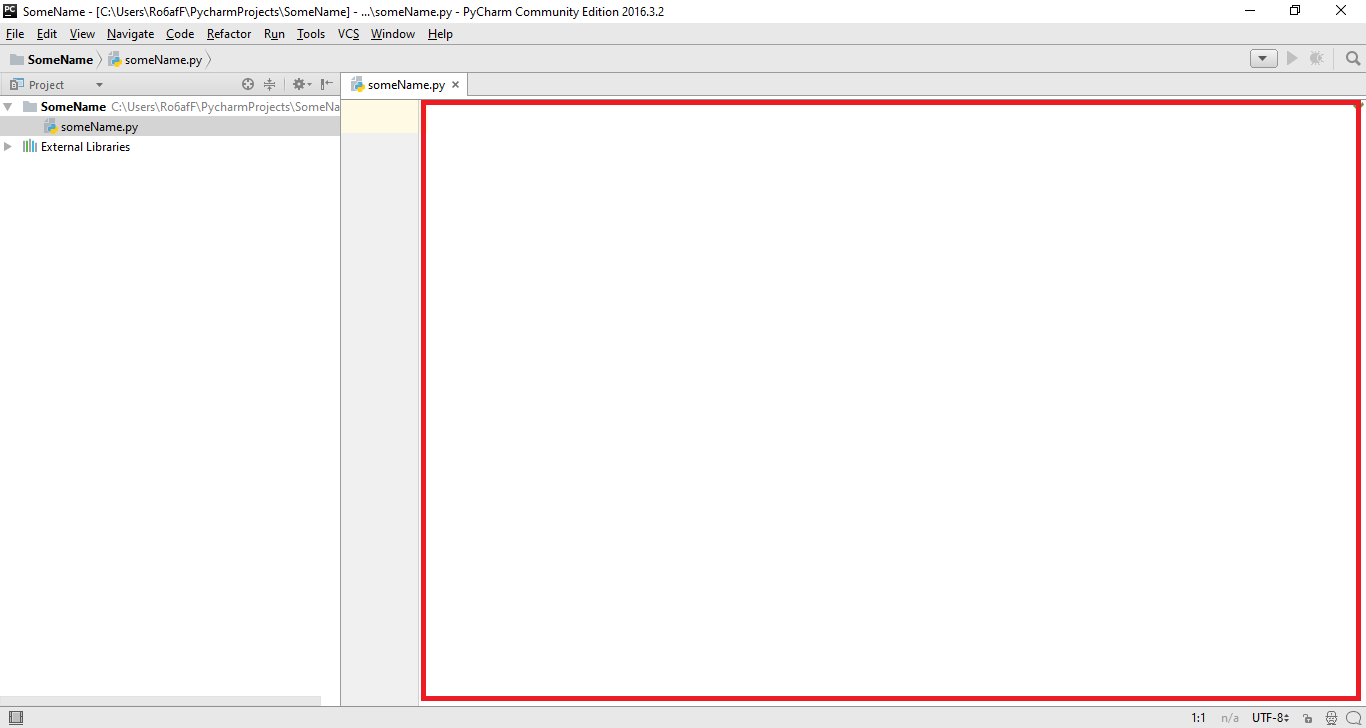 SomeName - [C:\Users\Ro6afF\PycharmProjects\SomeName] - ...\someName.py - PyCharm Community Edition 2016.3.2
File Edit View Navigate Code Refactor Run Tools VCS Window Help
SomeName someName.py
Project
someName.py
SomeName C:\Users\Ro6afF\PycharmProjects\SomeNa
someName.py
External Libraries
1:1 n/a UTF-8